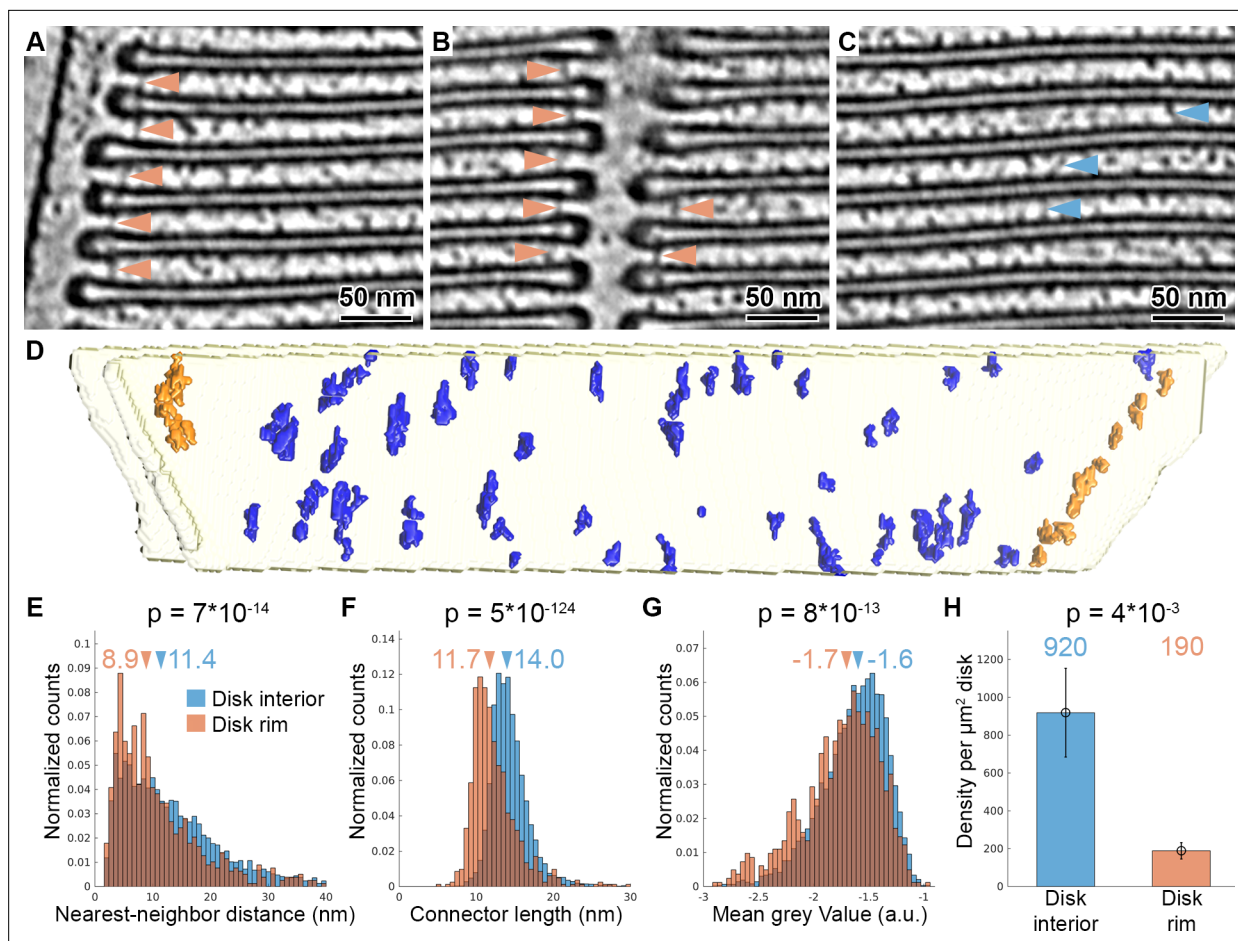 A
B
C
50 nm
50 nm
50 nm
D
E
p = 7*10-14
F
p = 5*10-124
G
p = 8*10-13
H
p = 4*10-3
8.9
11.4
Disk interior
Disk rim
0.1
0.09
0.08
0.07
0.06
0.05
0.04
0.03
0.02
0.01
0
0
10
20
30
40
Normalized counts
Nearest-neighbor distance (nm)
11.7
14.0
0.14
0.12
0.10
0.08
0.06
0.04
0.02
0
0
10
20
30
Normalized counts
Connector length (nm)
-1.7
-1.6
0.07
0.06
0.05
0.04
0.03
0.02
0.01
0
-3
-2.5
-2
-1.5
-1
Normalized counts
Mean grey Value (a.u.)
920
190
1200
1000
800
600
400
200
0
Density per μm2 disk
Disk
interior
Disk
rim